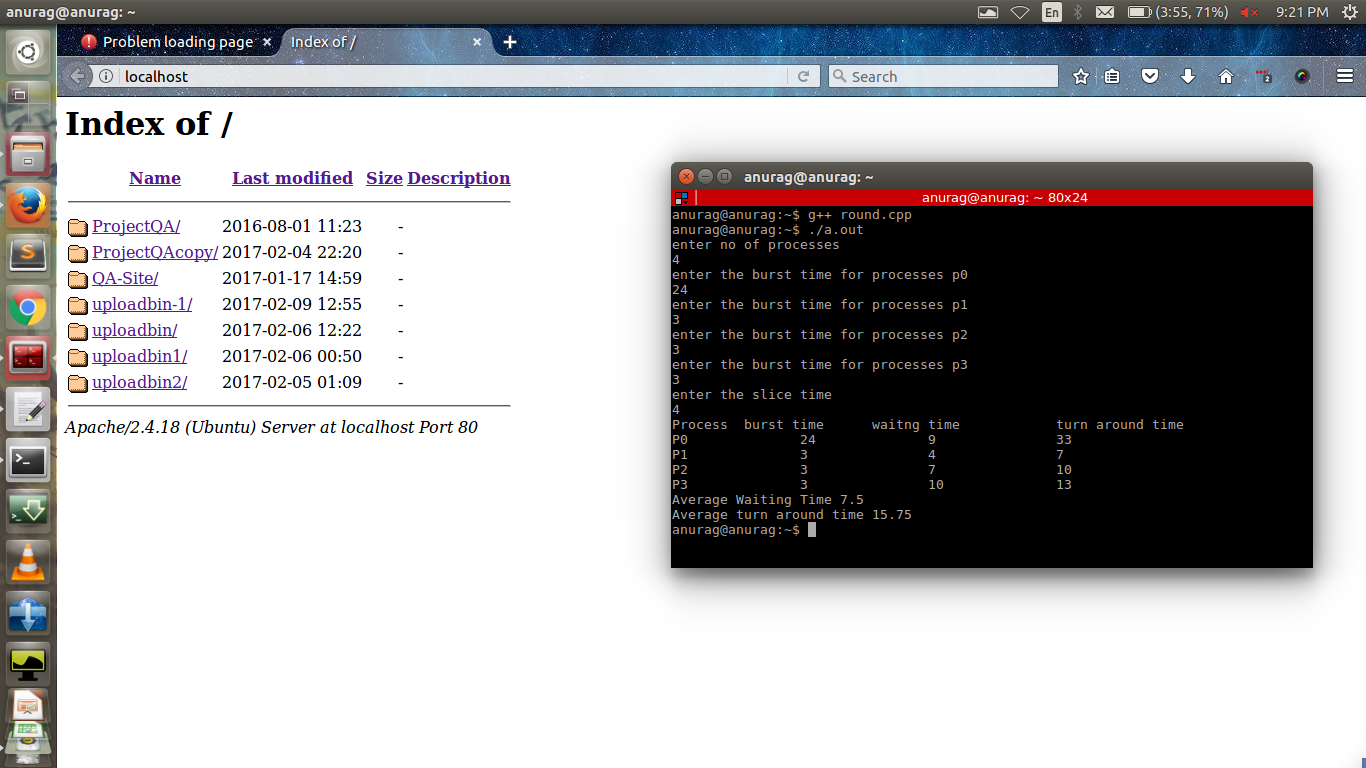 anurag@anurag: ~
En
(3:55, 71%)
9:21 PM
Problem loading page
Index of /
localhost
Search
2
Index of /
Name Last modified Size Description
ProjectQA/ 2016-08-01 11:23 -
ProjectQAcopy/ 2017-02-04 22:20 -
QA-Site/ 2017-01-17 14:59 -
uploadbin-1/ 2017-02-09 12:55 -
uploadbin/ 2017-02-06 12:22 -
uploadbin1/ 2017-02-06 00:50 -
uploadbin2/ 2017-02-05 01:09 -
Apache/2.4.18 (Ubuntu) Server at localhost Port 80
anurag@anurag: ~
anurag@anurag: ~ 80x24
anurag@anurag:~$ g++ round.cpp
anurag@anurag:~$ ./a.out
enter no of processes
4
enter the burst time for processes p0
24
enter the burst time for processes p1
3
enter the burst time for processes p2
3
enter the burst time for processes p3
3
enter the slice time
4
Process burst time waitng time turn around time
P0 24 9 33
P1 3 4 7
P2 3 7 10
P3 3 10 13
Average Waiting Time 7.5
Average turn around time 15.75
anurag@anurag:~$